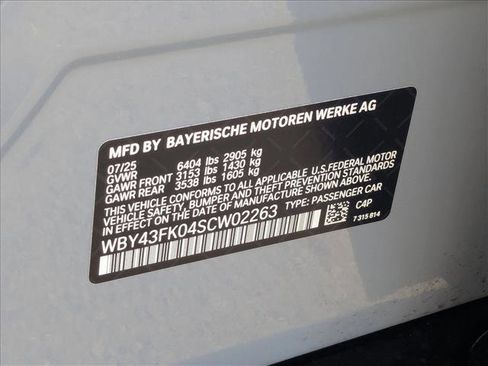 MFD BY BAYERISCHE MOTOREN WERKE AG
07/25
GVWR 6404 lbs 2905 kg
GAWR FRONT 3153 lbs 1430 kg
GAWR REAR 3538 lbs 1605 kg
THIS VEHICLE CONFORMS TO ALL APPLICABLE U.S.FEDERAL MOTOR
VEHICLE SAFETY, BUMPER, AND THEFT PREVENTION
STANDARDS IN EFFECT ON THE DATE OF MANUFACTURE SHOWN ABOVE.
WBY43FK04SCW02263 TYPE: PASSENGER CAR
C4P
7 315 814